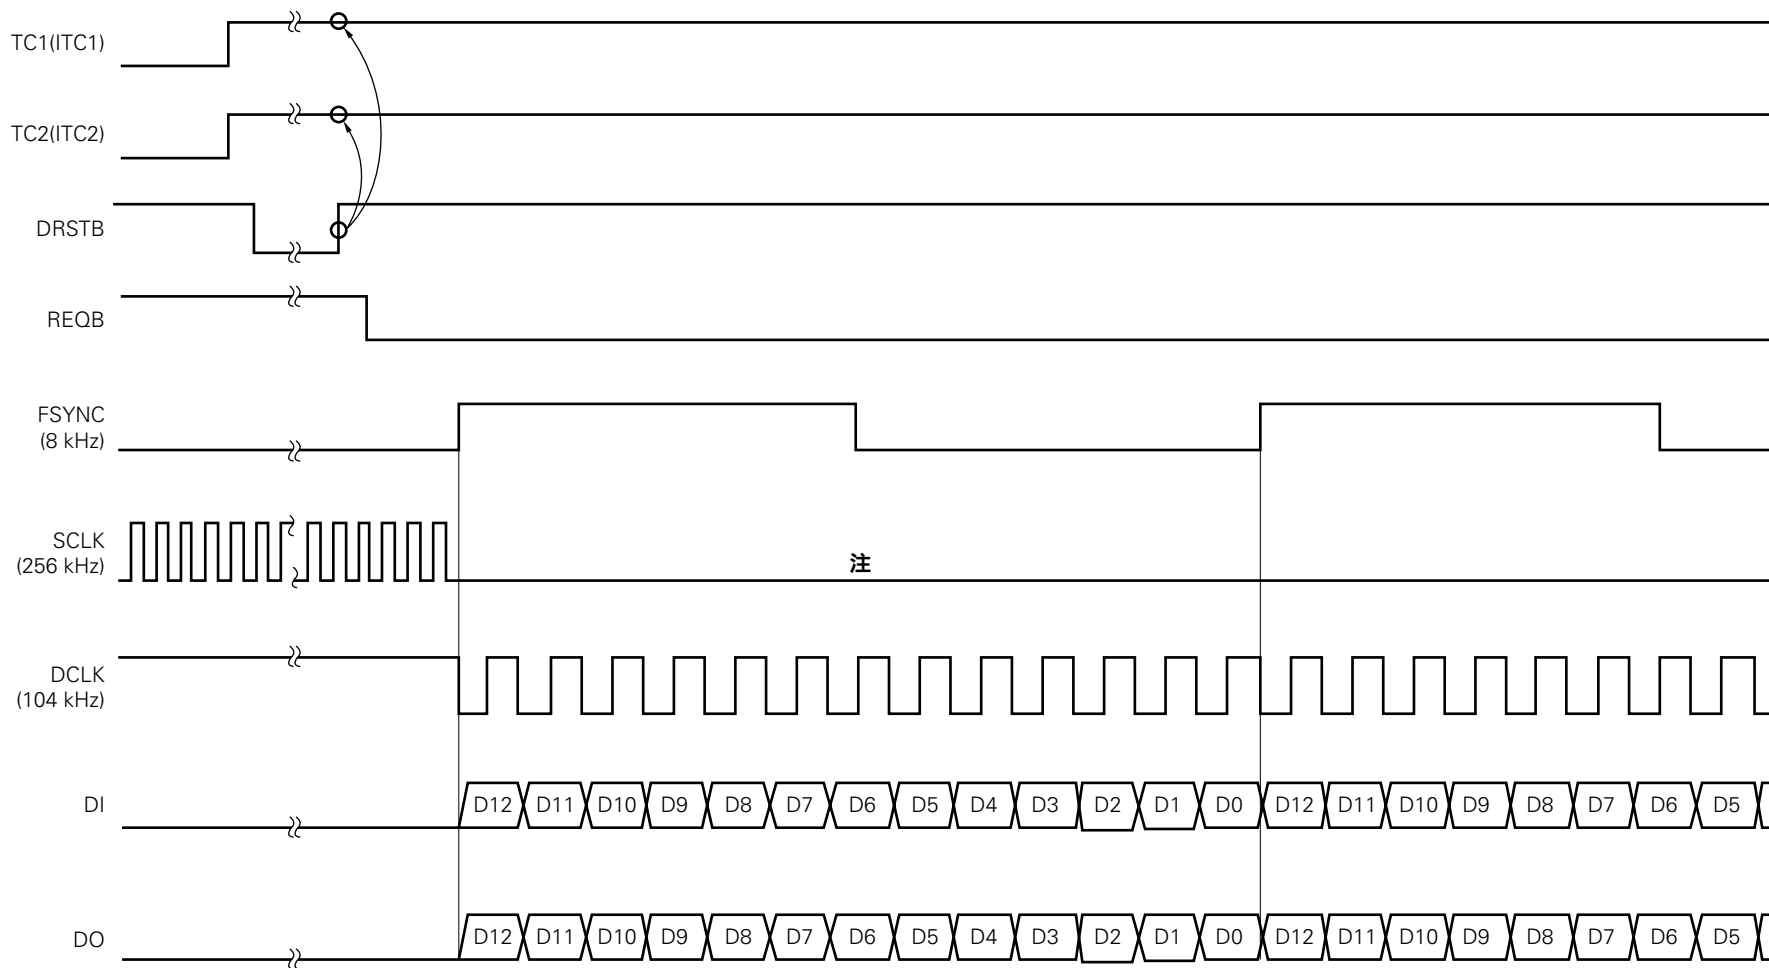 TC1(ITC1)
TC2(ITC2)
DRSTB
REQB
FSYNC
(8 kHz)
SCLK
(256 kHz)
注
DCLK
(104 kHz)
DI
D12 D11 D10 D9 D8 D7 D6 D5 D4 D3 D2 D1 D0 D12 D11 D10 D9 D8 D7 D6 D5
DO
D12 D11 D10 D9 D8 D7 D6 D5 D4 D3 D2 D1 D0 D12 D11 D10 D9 D8 D7 D6 D5